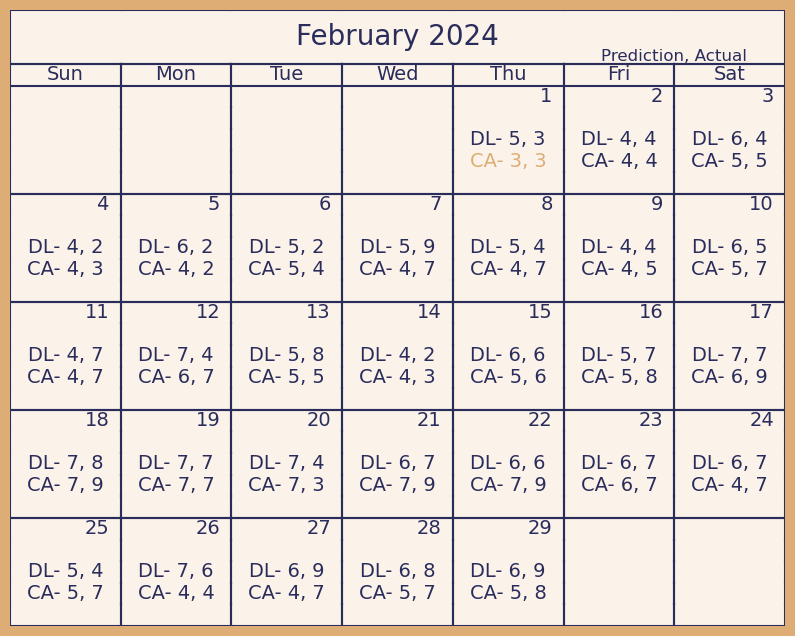 February 2024
Prediction, Actual
Sun Mon Tue Wed Thu Fri Sat
1 2 3
DL- 5, 3 DL- 4, 4 DL- 6, 4
CA- 3, 3 CA- 4, 4 CA- 5, 5
4 5 6 7 8 9 10
DL- 4, 2 DL- 6, 2 DL- 5, 2 DL- 5, 9 DL- 5, 4 DL- 4, 4 DL- 6, 5
CA- 4, 3 CA- 4, 2 CA- 5, 4 CA- 4, 7 CA- 4, 7 CA- 4, 5 CA- 5, 7
11 12 13 14 15 16 17
DL- 4, 7 DL- 7, 4 DL- 5, 8 DL- 4, 2 DL- 6, 6 DL- 5, 7 DL- 7, 7
CA- 4, 7 CA- 6, 7 CA- 5, 5 CA- 4, 3 CA- 5, 6 CA- 5, 8 CA- 6, 9
18 19 20 21 22 23 24
DL- 7, 8 DL- 7, 7 DL- 7, 4 DL- 6, 7 DL- 6, 6 DL- 6, 7 DL- 6, 7
CA- 7, 9 CA- 7, 7 CA- 7, 3 CA- 7, 9 CA- 7, 9 CA- 6, 7 CA- 4, 7
25 26 27 28 29
DL- 5, 4 DL- 7, 6 DL- 6, 9 DL- 6, 8 DL- 6, 9
CA- 5, 7 CA- 4, 4 CA- 4, 7 CA- 5, 7 CA- 5, 8